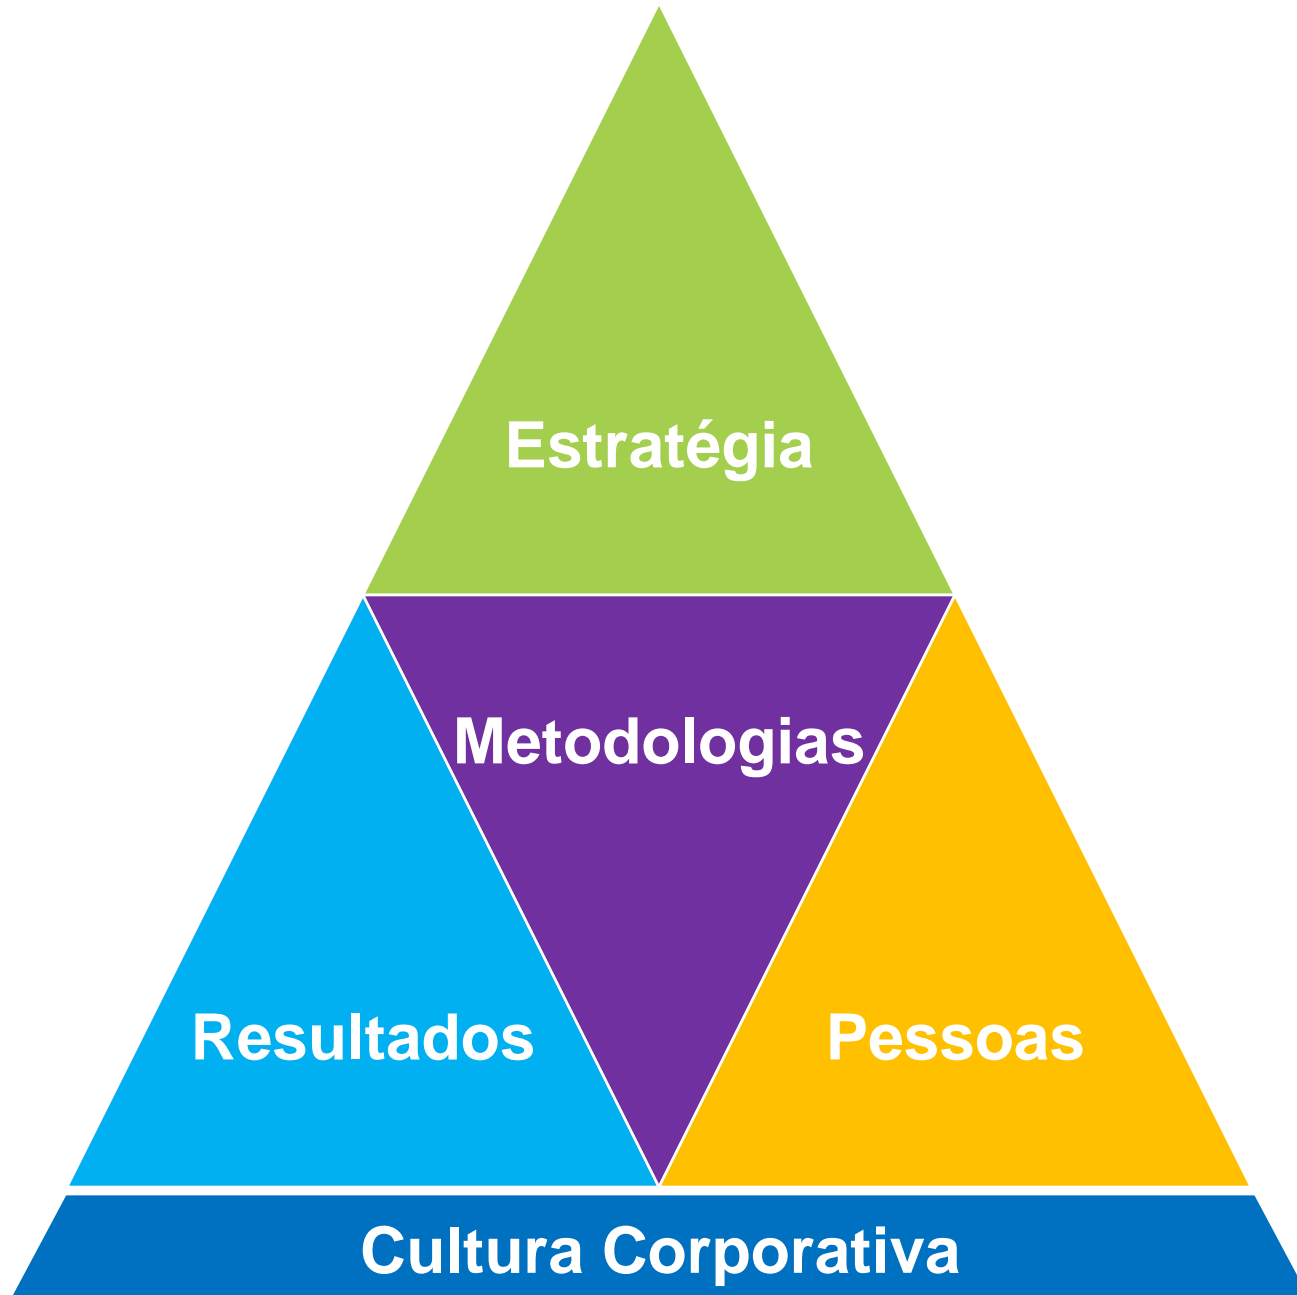 Estratégia
Metodologias
Resultados
Pessoas
Cultura Corporativa